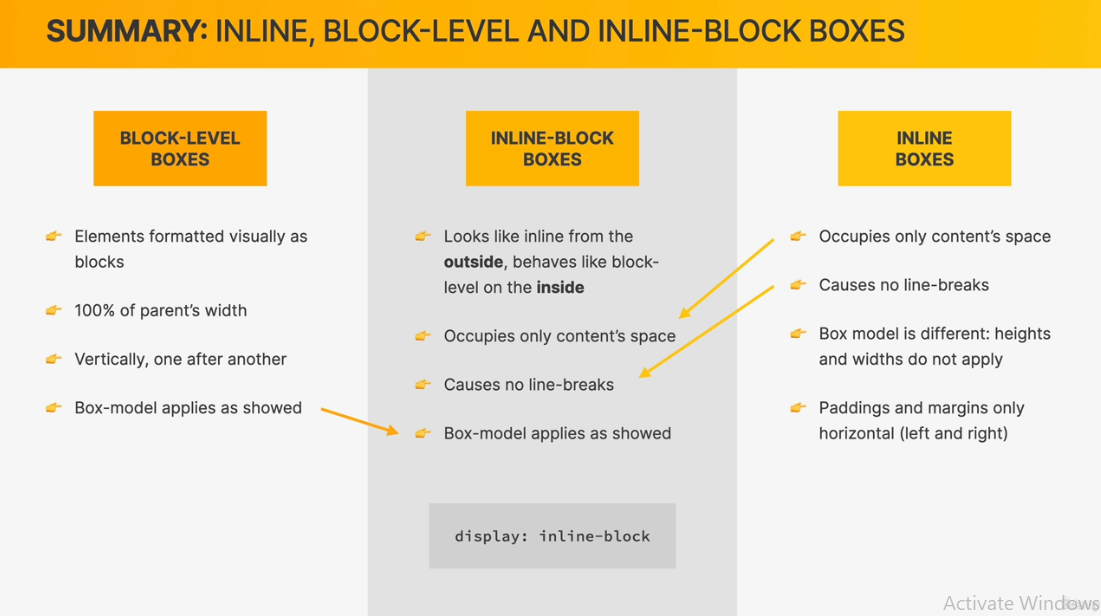 SUMMARY: INLINE, BLOCK-LEVEL AND INLINE-BLOCK BOXES
BLOCK-LEVEL
BOXES
Elements formatted visually as
blocks
100% of parent’s width
Vertically, one after another
Box-model applies as showed
INLINE-BLOCK
BOXES
Looks like inline from the
outside, behaves like block-
level on the inside
Occupies only content’s space
Causes no line-breaks
Box-model applies as showed
display: inline-block
INLINE
BOXES
Occupies only content’s space
Causes no line-breaks
Box model is different: heights
and widths do not apply
Paddings and margins only
horizontal (left and right)
Activate Windows